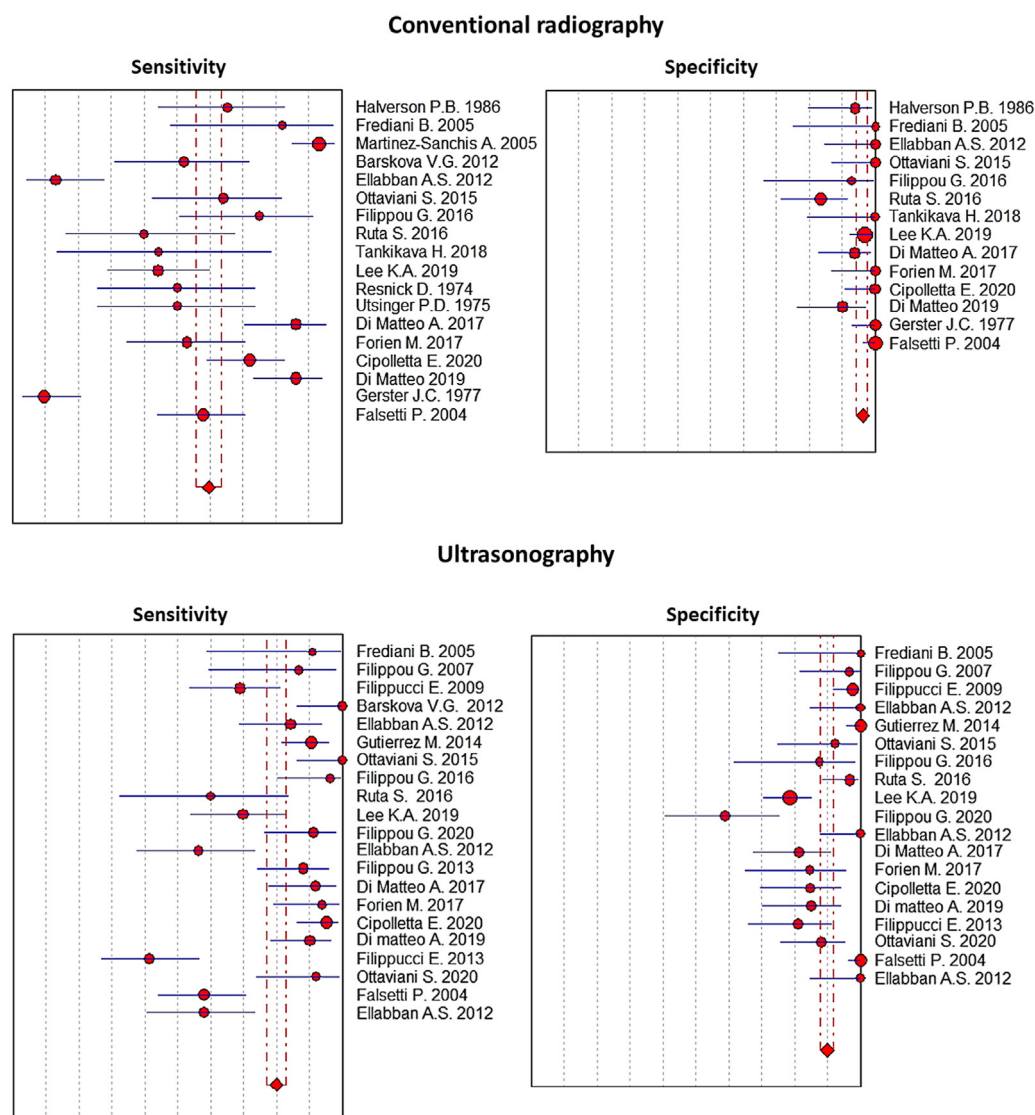 Conventional radiography
Sensitivity
Halverson P.B. 1986
Frediani B. 2005
Martinez-Sanchis A. 2005
Barskova V.G. 2012
Ellabban A.S. 2012
Ottaviani S. 2015
Filippou G. 2016
Ruta S. 2016
Tankikava H. 2018
Lee K.A. 2019
Resnick D. 1974
Utsinger P.D. 1975
Di Matteo A. 2017
Forien M. 2017
Cipolletta E. 2020
Di Matteo 2019
Gerster J.C. 1977
Falsetti P. 2004
Specificity
Halverson P.B. 1986
Frediani B. 2005
Ellabban A.S. 2012
Ottaviani S. 2015
Filippou G. 2016
Ruta S. 2016
Tankikava H. 2018
Lee K.A. 2019
Di Matteo A. 2017
Forien M. 2017
Cipolletta E. 2020
Di Matteo 2019
Gerster J.C. 1977
Falsetti P. 2004
Ultrasonography
Sensitivity
Frediani B. 2005
Filippou G. 2007
Filippucci E. 2009
Barskova V.G. 2012
Ellabban A.S. 2012
Gutierrez M. 2014
Ottaviani S. 2015
Filippou G. 2016
Ruta S. 2016
Lee K.A. 2019
Filippou G. 2020
Ellabban A.S. 2012
Filippou G. 2013
Di Matteo A. 2017
Forien M. 2017
Cipolletta E. 2020
Di matteo A. 2019
Filippucci E. 2013
Ottaviani S. 2020
Falsetti P. 2004
Ellabban A.S. 2012
Specificity
Frediani B. 2005
Filippou G. 2007
Filippucci E. 2009
Ellabban A.S. 2012
Gutierrez M. 2014
Ottaviani S. 2015
Filippou G. 2016
Ruta S. 2016
Lee K.A. 2019
Filippou G. 2020
Ellabban A.S. 2012
Di Matteo A. 2017
Forien M. 2017
Cipolletta E. 2020
Di matteo A. 2019
Filippucci E. 2013
Ottaviani S. 2020
Falsetti P. 2004
Ellabban A.S. 2012